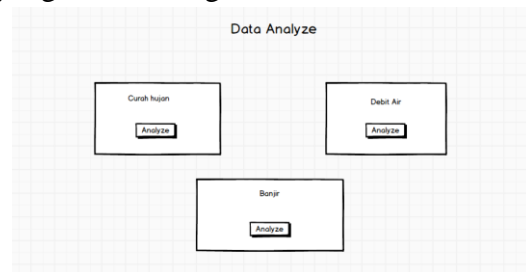 Data Analyze
Curah hujan
Analyze
Debit Air
Analyze
Banjir
Analyze